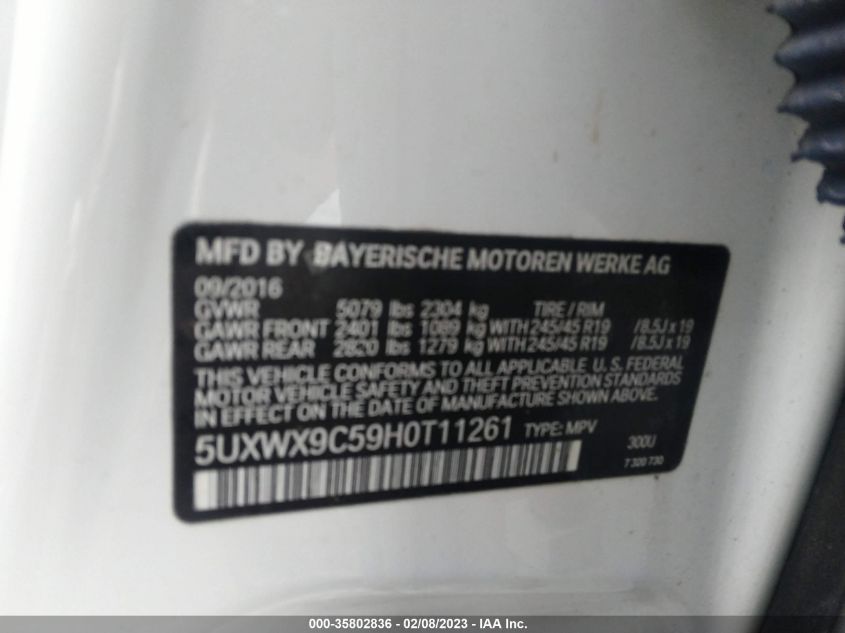 MFD BY BAYERISCHE MOTOREN WERKE AG
09/2016
GVWR 5079 lbs 2304 kg TIRE / RIM
GAWR FRONT 2401 lbs 1089 kg WITH 245/45 R19 /8.5J x 19
GAWR REAR 2820 lbs 1279 kg WITH 245/45 R19 /8.5J x 19
THIS VEHICLE CONFORMS TO ALL APPLICABLE U.S. FEDERAL
MOTOR VEHICLE SAFETY AND THEFT PREVENTION STANDARDS
IN EFFECT ON THE DATE OF MANUFACTURE SHOWN ABOVE.
5UXWX9C59H0T11261 TYPE: MPV 300U
7 320 730
000-35802836 - 02/08/2023 - IAA Inc.